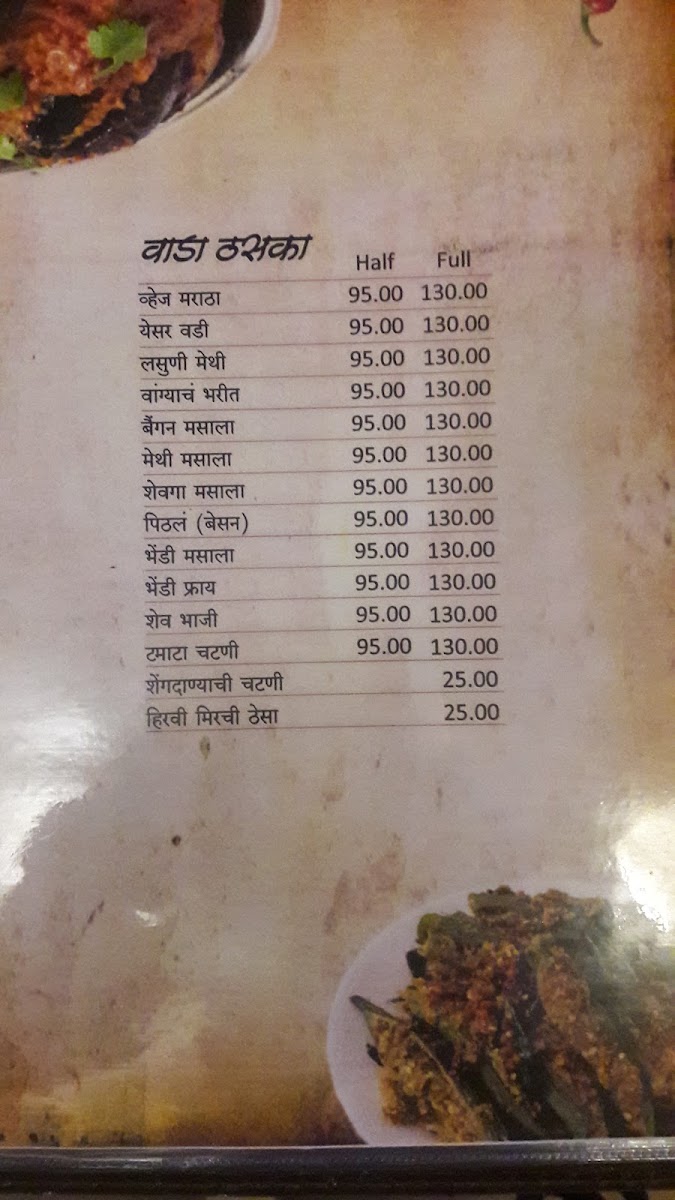 वाडा ठसका Half Full
व्हेज मराठा 95.00 130.00
येसर वडी 95.00 130.00
लसुणी मेथी 95.00 130.00
वांग्याचं भरीत 95.00 130.00
बैंगन मसाला 95.00 130.00
मेथी मसाला 95.00 130.00
शेवगा मसाला 95.00 130.00
पिठलं (बेसन) 95.00 130.00
भेंडी मसाला 95.00 130.00
भेंडी फ्राय 95.00 130.00
शेव भाजी 95.00 130.00
टमाटा चटणी 95.00 130.00
शेंगदाण्याची चटणी 25.00
हिरवी मिरची ठेसा 25.00